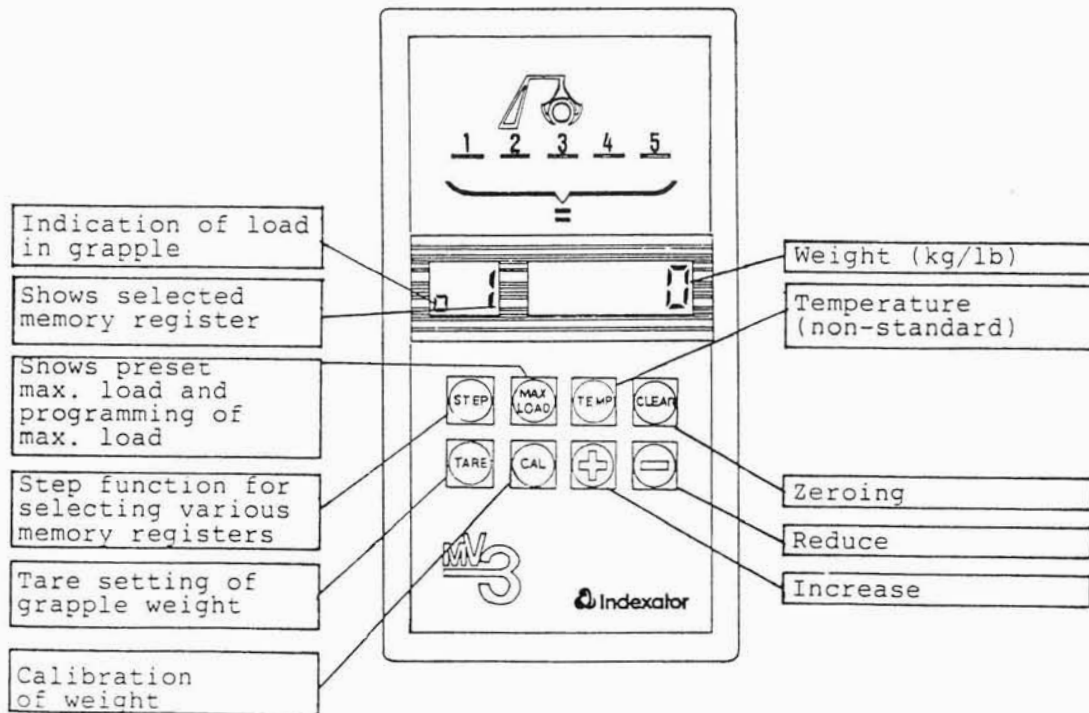 1 2 3 4 5
=
Indication of load
in grapple
Shows selected
memory register
Shows preset
max. load and
programming of
max. load
Step function for
selecting various
memory registers
Tare setting of
grapple weight
Calibration
of weight
1
0
STEP
MAX
LOAD
TEMP
CLEAR
TARE
CAL
+
−
MV3
Indexator
Weight (kg/lb)
Temperature
(non-standard)
Zeroing
Reduce
Increase